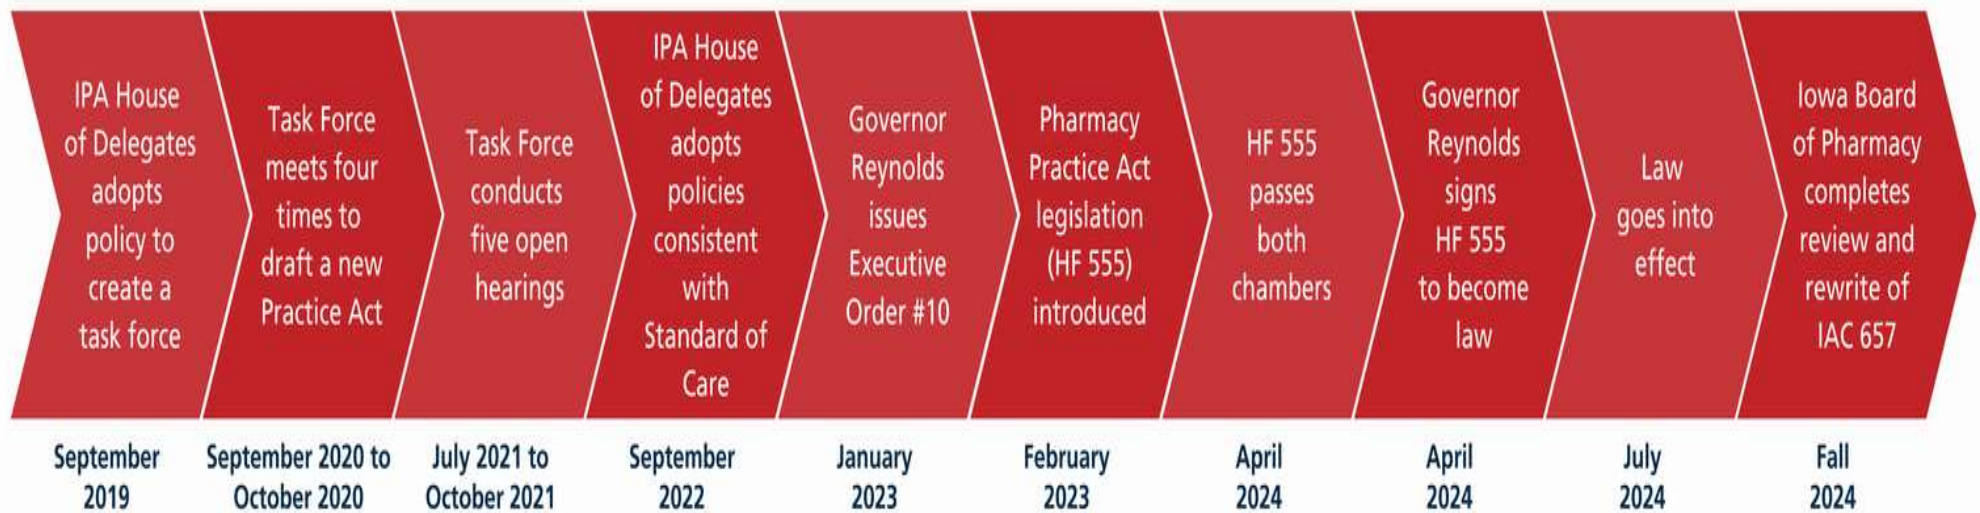 IPA House
of Delegates
adopts
policy to
create a
task force
September
2019
Task Force
meets four
times to
draft a new
Practice Act
September 2020 to
October 2020
Task Force
conducts
five open
hearings
July 2021 to
October 2021
IPA House
of Delegates
adopts
policies
consistent
with
Standard of
Care
September
2022
Governor
Reynolds
issues
Executive
Order #10
January
2023
Pharmacy
Practice Act
legislation
(HF 555)
introduced
February
2023
HF 555
passes
both
chambers
April
2024
Governor
Reynolds
signs
HF 555
to become
law
April
2024
Law
goes into
effect
July
2024
Iowa Board
of Pharmacy
completes
review and
rewrite of
IAC 657
Fall
2024